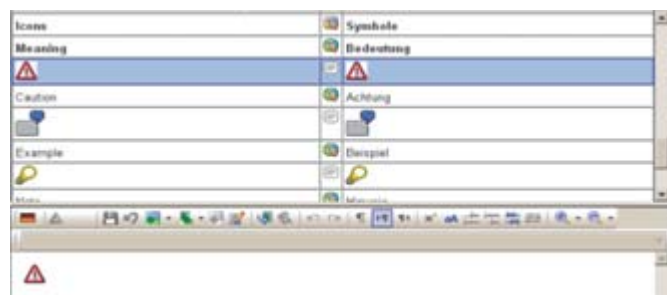 Icons Symbole
Meaning Bedeutung
Caution Achtung
Example Beispiel